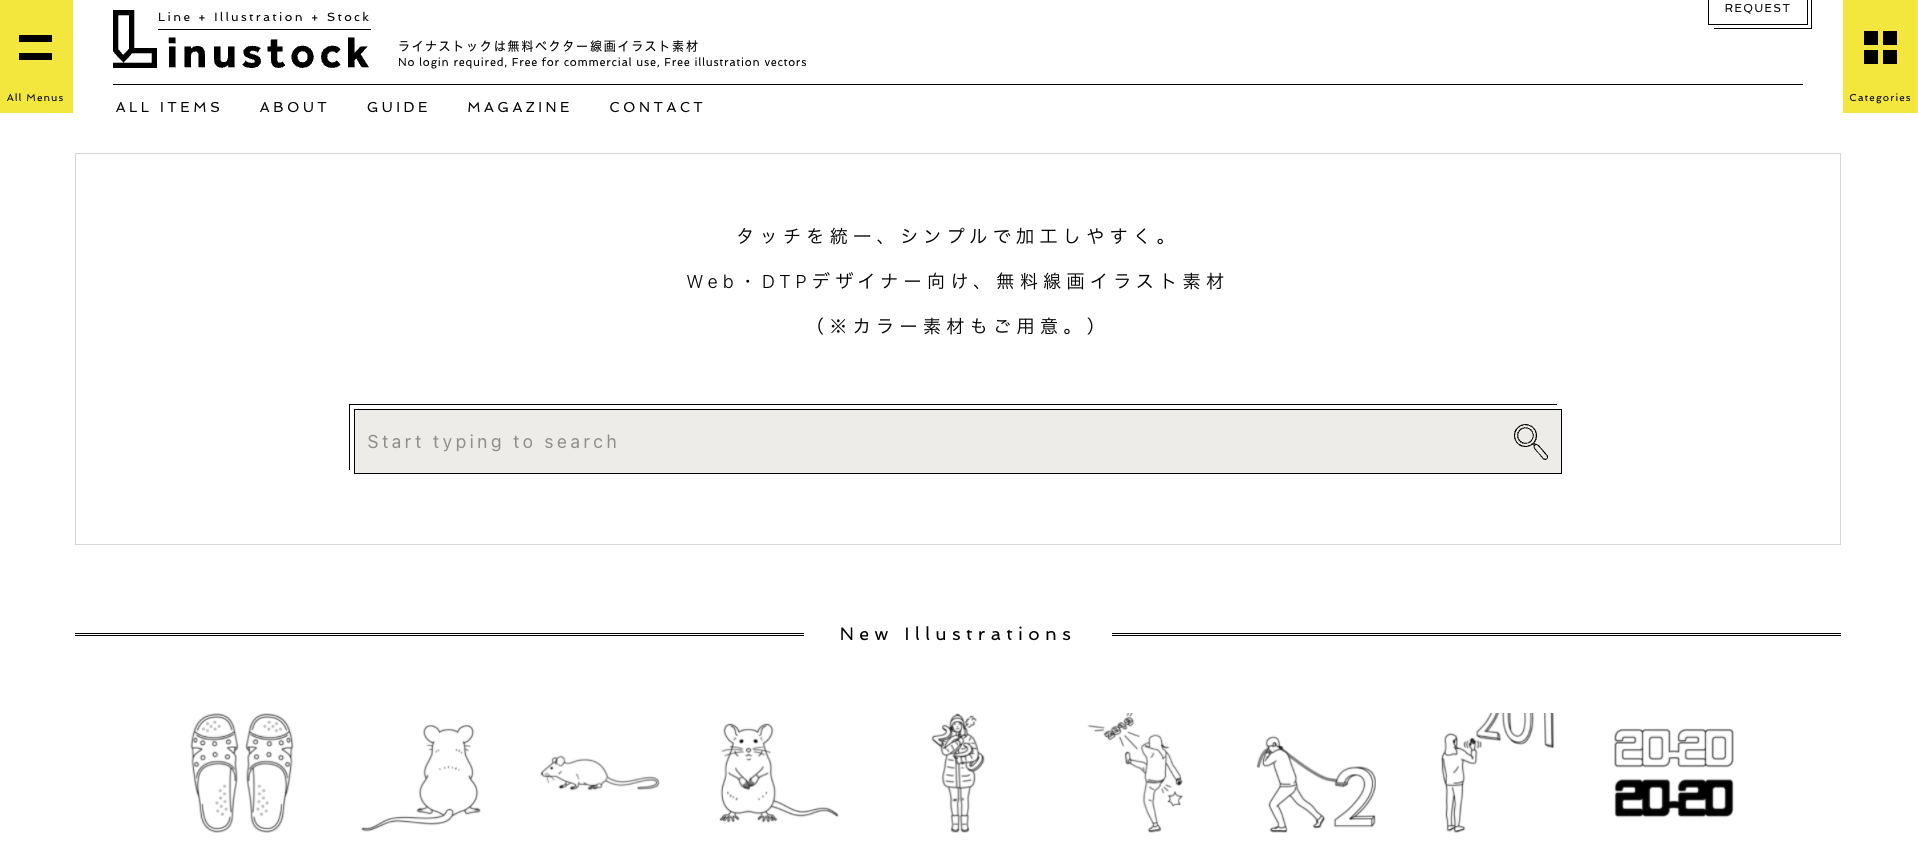 All Menus
Line + Illustration + Stock
Linustock
ライナストックは無料ベクター線画イラスト素材
No login required, Free for commercial use, Free illustration vectors
REQUEST
Categories
ALL ITEMS
ABOUT
GUIDE
MAGAZINE
CONTACT
タッチを統一、シンプルで加工しやすく。
Web・DTPデザイナー向け、無料線画イラスト素材
（※カラー素材もご用意。）
Start typing to search
New Illustrations
2019
2
201
20-20
20-20